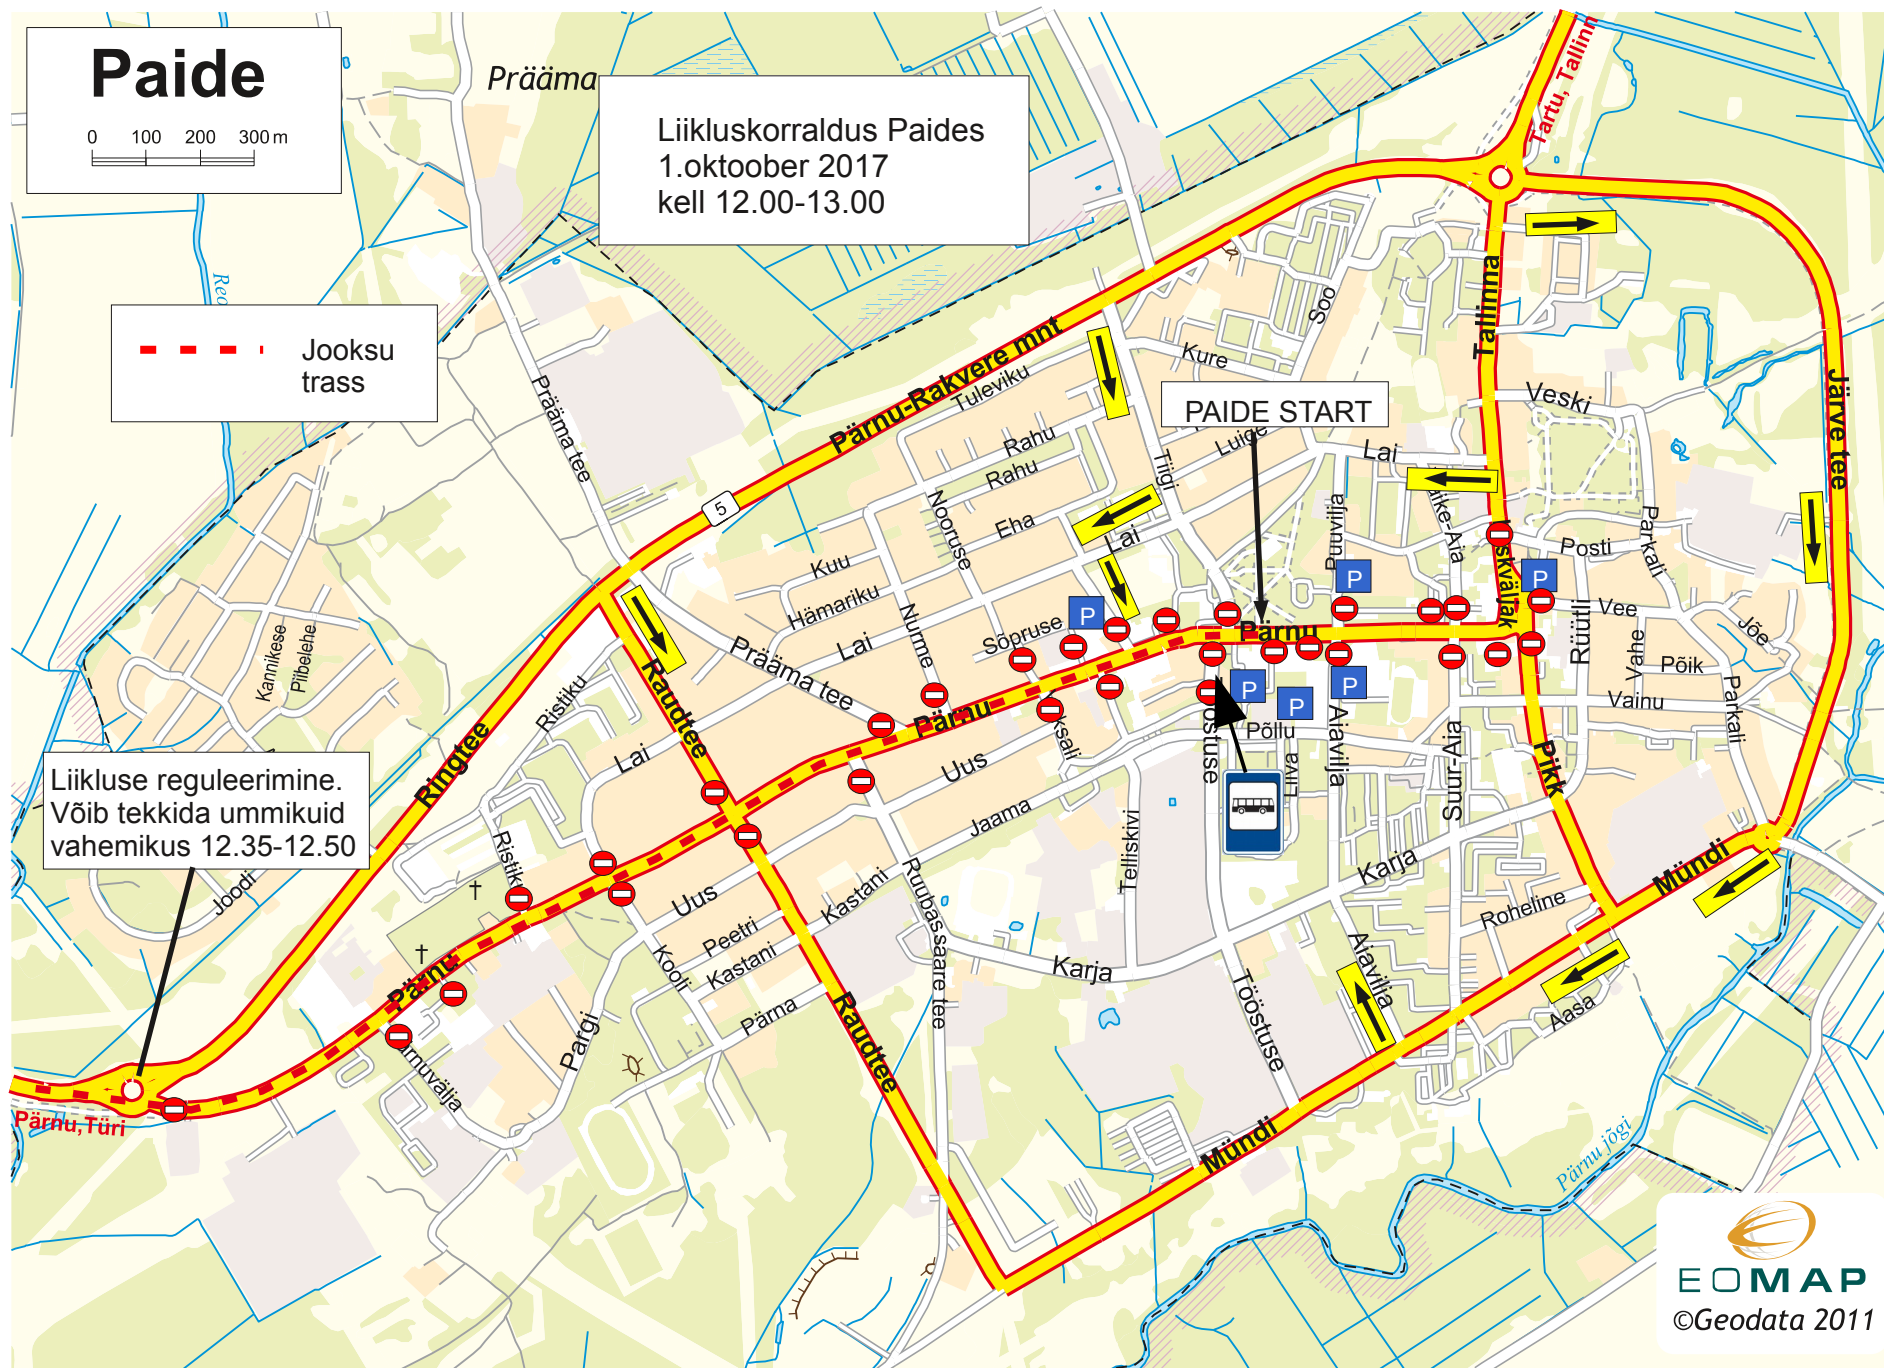 Paide
0 100 200 300 m
Prääma
Liikluskorraldus Paides
1.oktoober 2017
kell 12.00-13.00
Tartu, Tallinn
Jooksu
trass
Pärnu-Rakvere mnt
Tallinna
Soo
Kure
Tuleviku
Järve tee
Veski
PAIDE START
Prääma tee
Rahu
Luige
Lai
Rahu
Tiigi
5
Nooruse
Eha
Lai
Puuvilja
Parkali
Posti
Kuu
Hämariku
P
P
P
Vee
Rüütli
Vahe
Jõe
Nurme
Sõpruse
Pärnu
Lai
Kannikese
Piibelehe
Prääma tee
Põik
Raudtee
Ristiku
P
P
P
Vainu
Parkali
Pärnu
Põllu
Aiavilja
Suur-Aia
Pikk
Lai
Uus
Liiva
Ringtee
Liikluse reguleerimine.
Võib tekkida ummikuid
vahemikus 12.35-12.50
Jaama
Telliskivi
Karja
Mündi
Joodi
Uus
Kastani
Roheline
Peetri
Kastani
Kooli
Ruubassaare tee
Karja
Aiavilja
Tööstuse
Aasa
Pärnu
Pargi
Pärna
Raudtee
Pärnu,Türi
Mündi
Pärnu jõgi
EOMAP
©Geodata 2011